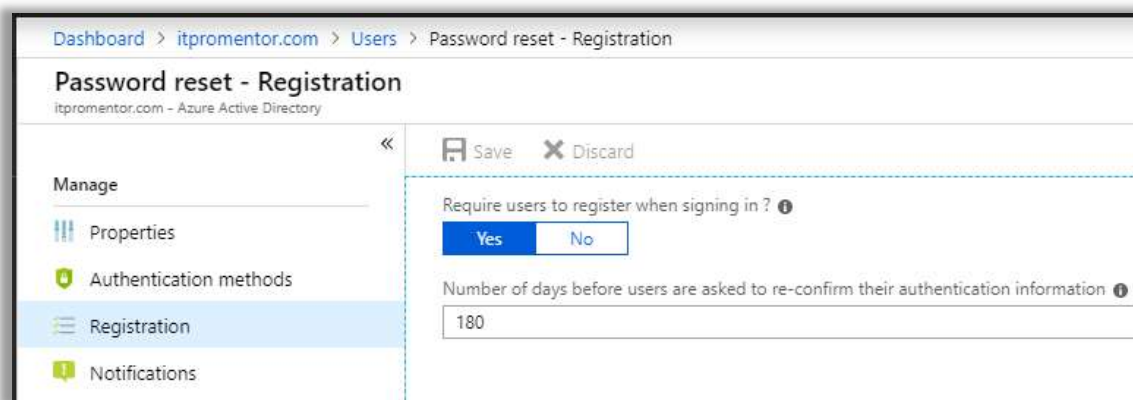 Dashboard > itpromentor.com > Users > Password reset - Registration
Password reset - Registration
itpromentor.com - Azure Active Directory
«
Save Discard
Manage
Properties
Authentication methods
Registration
Notifications
Require users to register when signing in ?
Yes No
Number of days before users are asked to re-confirm their authentication information
180